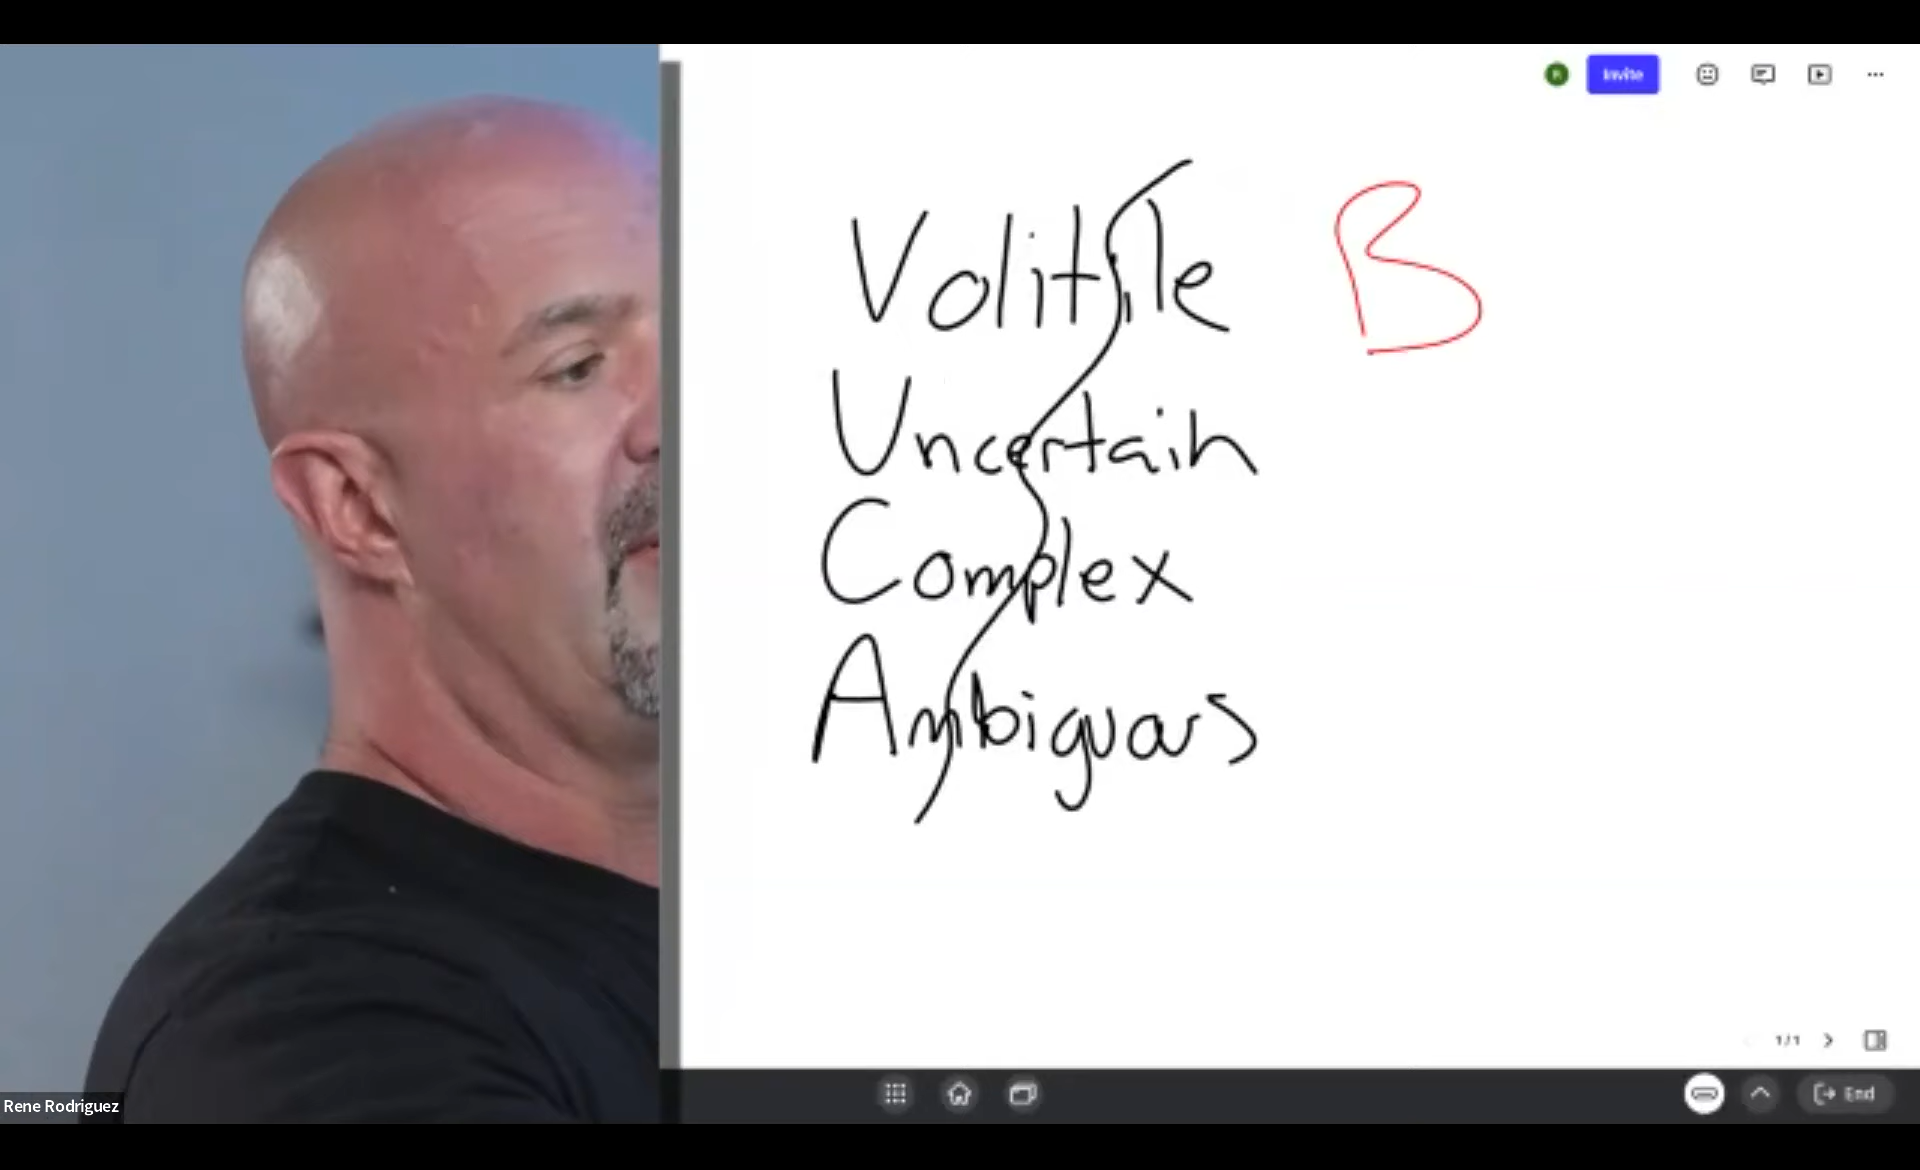 Invite
Volitile B
Uncertain
Complex
Ambiguous
1/1
End
Rene Rodriguez